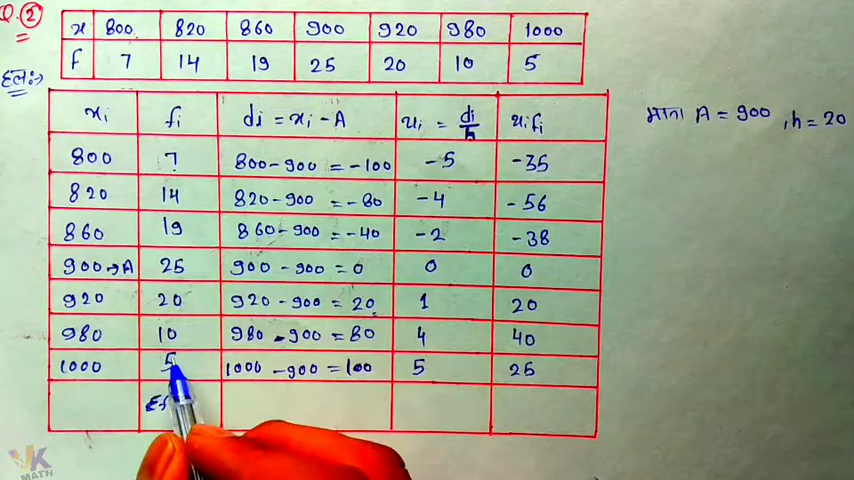 Q.②
x 800 820 860 900 920 980 1000
f 7 14 19 25 20 10 5
हलः-
माना A = 900 , h = 20
xi fi di = xi - A ui = di/h uifi
800 7 800-900 = -100 -5 -35
820 14 820-900 = -80 -4 -56
860 19 860-900 = -40 -2 -38
900→A 25 900-900 = 0 0 0
920 20 920-900 = 20 1 20
980 10 980-900 = 80 4 40
1000 5 1000-900 = 100 5 25
VK
MATH